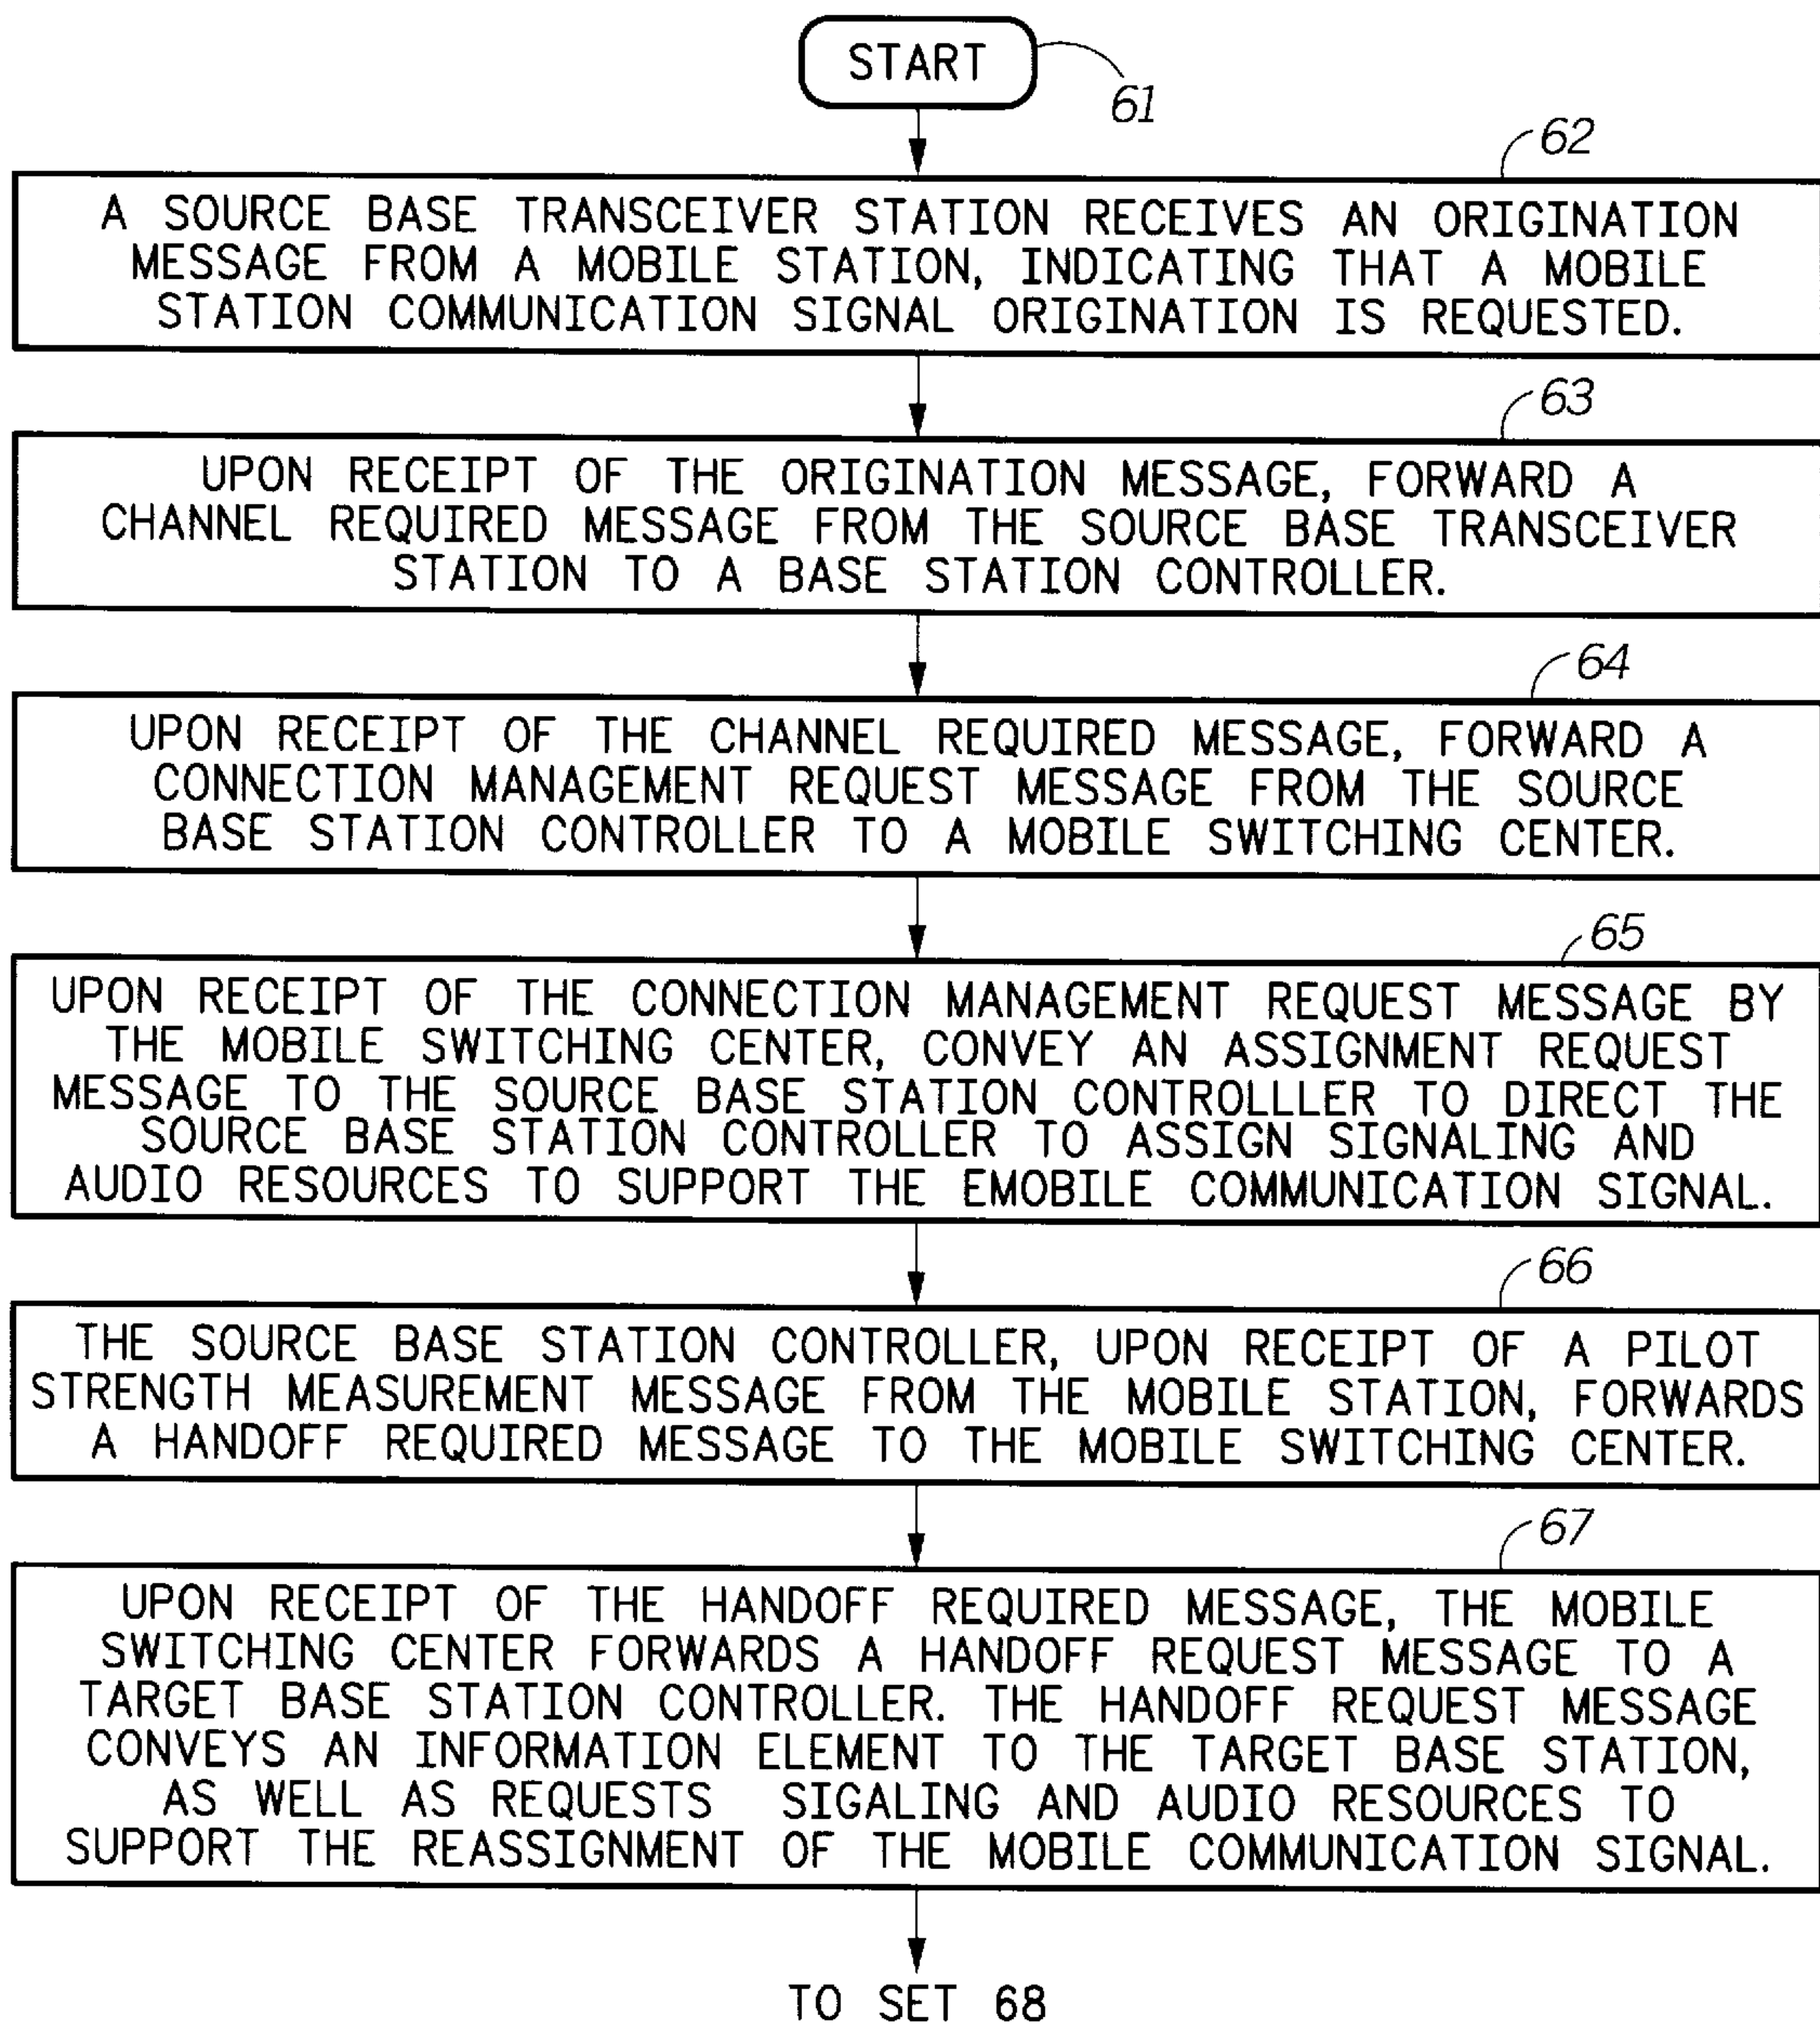 START
61
62
A SOURCE BASE TRANSCEIVER STATION RECEIVES AN ORIGINATION
MESSAGE FROM A MOBILE STATION, INDICATING THAT A MOBILE
STATION COMMUNICATION SIGNAL ORIGINATION IS REQUESTED.
63
UPON RECEIPT OF THE ORIGINATION MESSAGE, FORWARD A
CHANNEL REQUIRED MESSAGE FROM THE SOURCE BASE TRANSCEIVER
STATION TO A BASE STATION CONTROLLER.
64
UPON RECEIPT OF THE CHANNEL REQUIRED MESSAGE, FORWARD A
CONNECTION MANAGEMENT REQUEST MESSAGE FROM THE SOURCE
BASE STATION CONTROLLER TO A MOBILE SWITCHING CENTER.
65
UPON RECEIPT OF THE CONNECTION MANAGEMENT REQUEST MESSAGE BY
THE MOBILE SWITCHING CENTER, CONVEY AN ASSIGNMENT REQUEST
MESSAGE TO THE SOURCE BASE STATION CONTROLLLER TO DIRECT THE
SOURCE BASE STATION CONTROLLER TO ASSIGN SIGNALING AND
AUDIO RESOURCES TO SUPPORT THE EMOBILE COMMUNICATION SIGNAL.
66
THE SOURCE BASE STATION CONTROLLER, UPON RECEIPT OF A PILOT
STRENGTH MEASUREMENT MESSAGE FROM THE MOBILE STATION, FORWARDS
A HANDOFF REQUIRED MESSAGE TO THE MOBILE SWITCHING CENTER.
67
UPON RECEIPT OF THE HANDOFF REQUIRED MESSAGE, THE MOBILE
SWITCHING CENTER FORWARDS A HANDOFF REQUEST MESSAGE TO A
TARGET BASE STATION CONTROLLER. THE HANDOFF REQUEST MESSAGE
CONVEYS AN INFORMATION ELEMENT TO THE TARGET BASE STATION,
AS WELL AS REQUESTS SIGALING AND AUDIO RESOURCES TO
SUPPORT THE REASSIGNMENT OF THE MOBILE COMMUNICATION SIGNAL.
TO SET 68